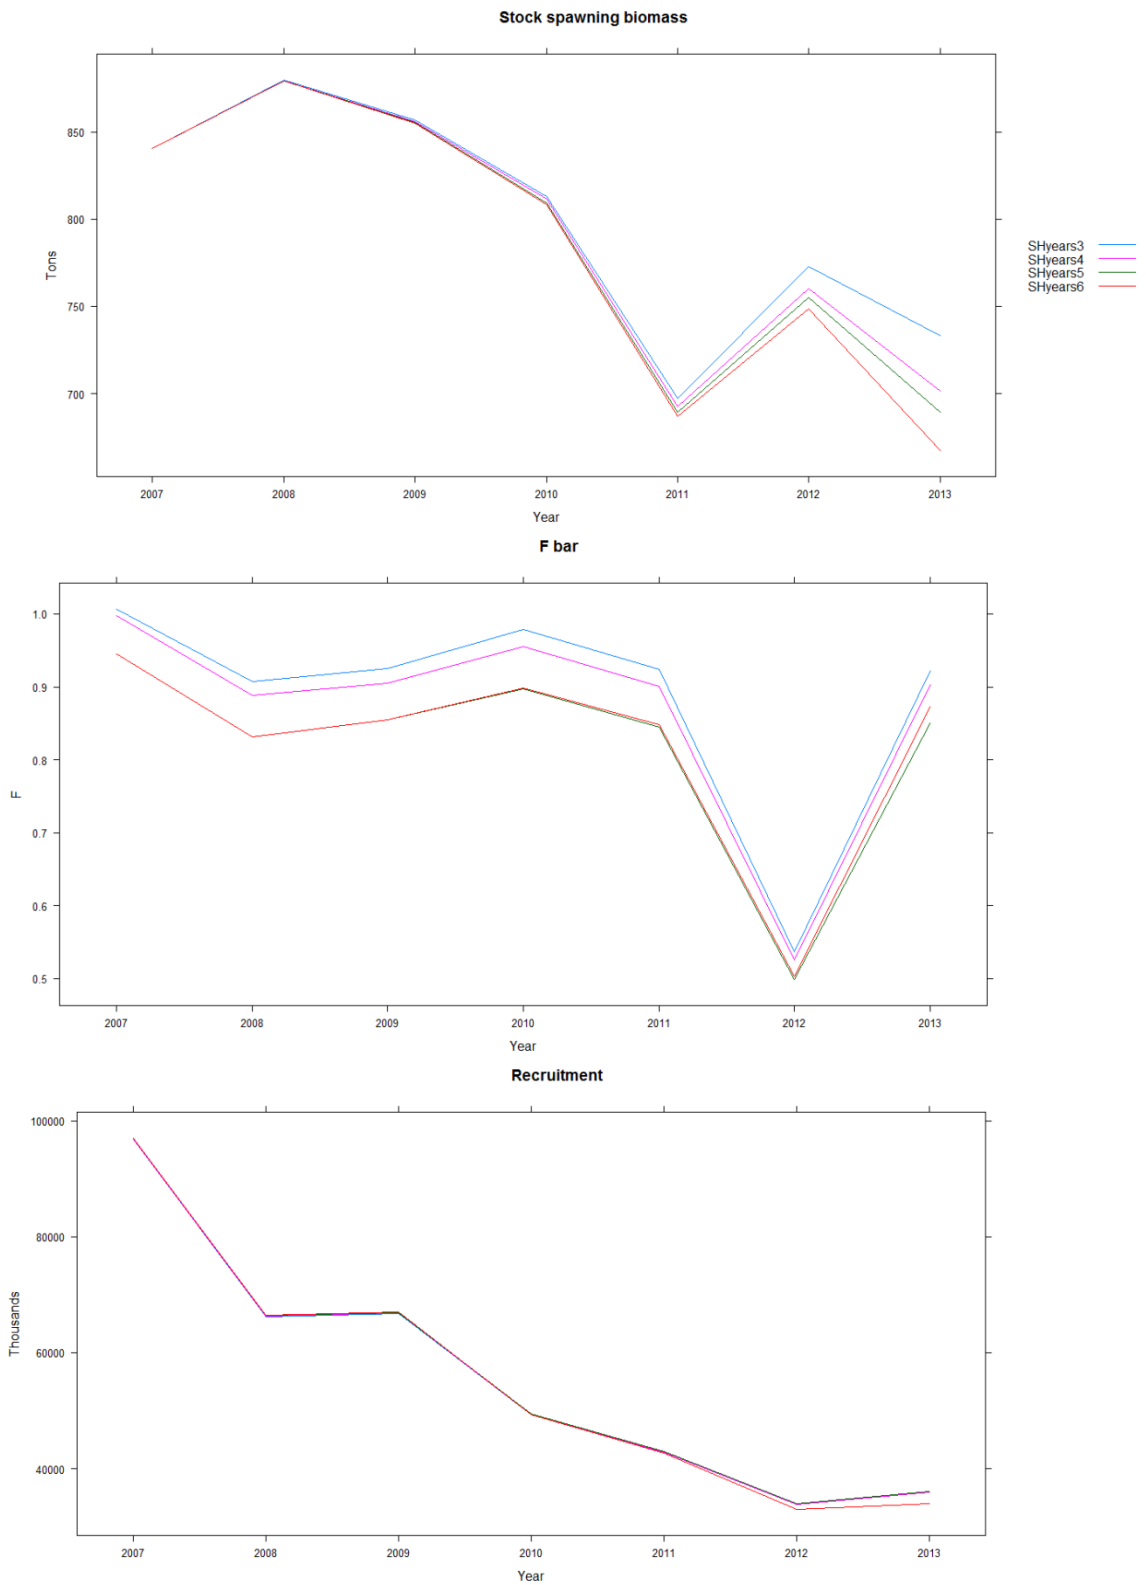 Stock spawning biomass
850
800
750
700
Tons
2007 2008 2009 2010 2011 2012 2013
Year
SHyears3
SHyears4
SHyears5
SHyears6
F bar
1.0
0.9
0.8
0.7
0.6
0.5
F
2007 2008 2009 2010 2011 2012 2013
Year
Recruitment
100000
80000
60000
40000
Thousands
2007 2008 2009 2010 2011 2012 2013
Year